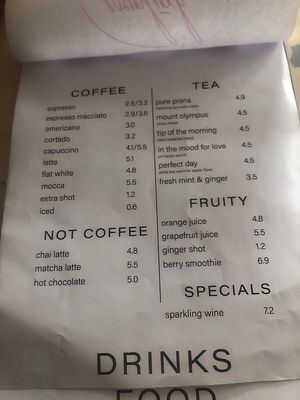 COFFEE
espresso 2.5/3.2
espresso macciato 2.9/3.6
americano 3.0
cortado 3.2
capuccino 4.1/5.5
latte 5.1
flat white 4.8
mocca 5.5
extra shot 1.2
iced 0.6
NOT COFFEE
chai latte 4.8
matcha latte 5.5
hot chocolate 5.0
TEA
pure prana 4.9
mount olympus 4.5
tip of the morning 4.5
in the mood for love 4.5
perfect day 4.5
fresh mint & ginger 3.5
FRUITY
orange juice 4.8
grapefruit juice 5.5
ginger shot 1.2
berry smoothie 6.9
SPECIALS
sparkling wine 7.2
DRINKS
FOOD